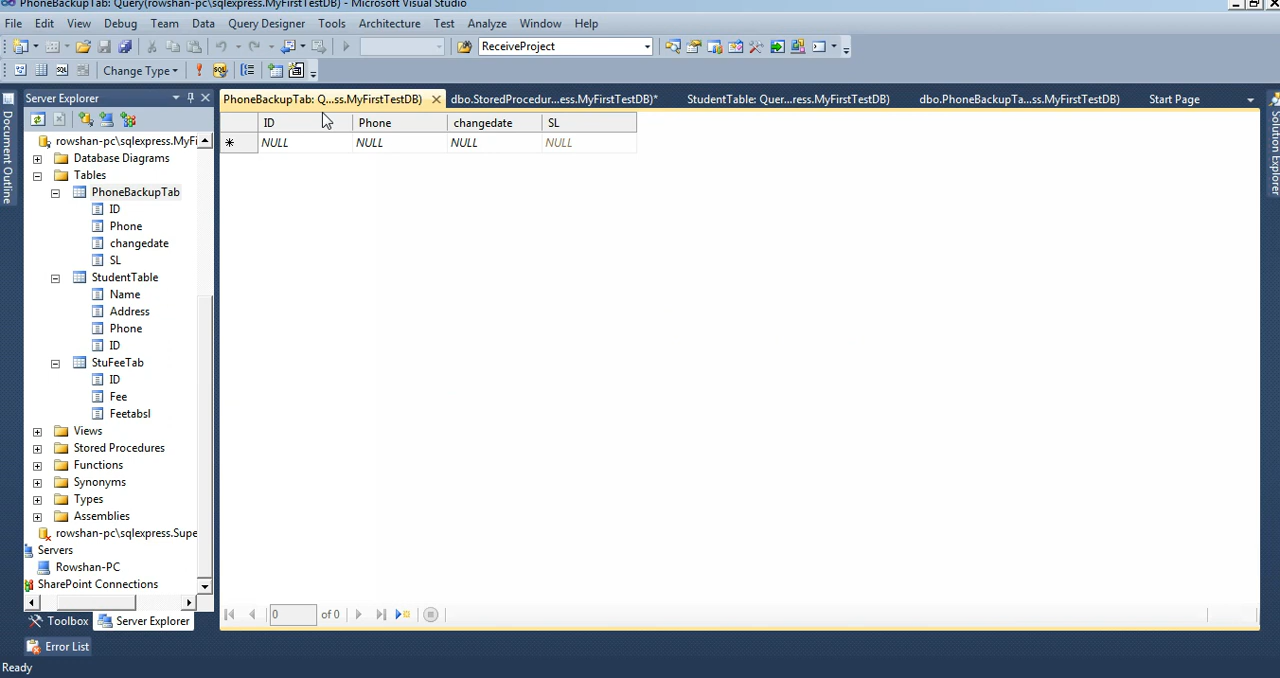 PhoneBackupTab: Query(rowshan-pc\sqlexpress.MyFirstTestDB) - Microsoft Visual Studio
File Edit View Debug Team Data Query Designer Tools Architecture Test Analyze Window Help
ReceiveProject
Change Type
Server Explorer
PhoneBackupTab: Q...ss.MyFirstTestDB) dbo.StoredProcedur...ess.MyFirstTestDB)* StudentTable: Quer...ress.MyFirstTestDB) dbo.PhoneBackupTa...ss.MyFirstTestDB) Start Page
Document Outline
Solution Explorer
ID Phone changedate SL
NULL NULL NULL NULL
rowshan-pc\sqlexpress.MyFi
Database Diagrams
Tables
PhoneBackupTab
ID
Phone
changedate
SL
StudentTable
Name
Address
Phone
ID
StuFeeTab
ID
Fee
Feetabsl
Views
Stored Procedures
Functions
Synonyms
Types
Assemblies
rowshan-pc\sqlexpress.Supe
Servers
Rowshan-PC
SharePoint Connections
0 of 0
Toolbox Server Explorer
Error List
Ready